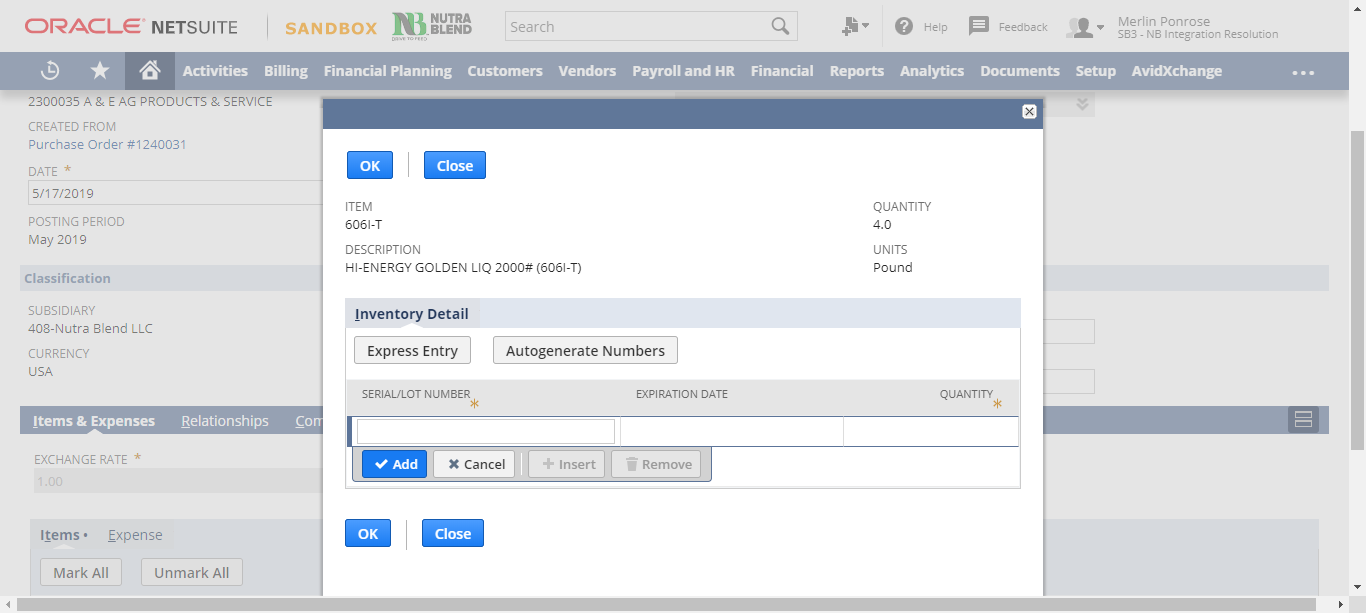 ORACLE NETSUITE
SANDBOX
NB NUTRA BLEND
Search
Help
Feedback
Merlin Ponrose
SB3 - NB Integration Resolution
Activities Billing Financial Planning Customers Vendors Payroll and HR Financial Reports Analytics Documents Setup AvidXchange
2300035 A & E AG PRODUCTS & SERVICE
CREATED FROM
Purchase Order #1240031
DATE *
5/17/2019
POSTING PERIOD
May 2019
Classification
SUBSIDIARY
408-Nutra Blend LLC
CURRENCY
USA
Items & Expenses Relationships Com
EXCHANGE RATE *
1.00
Items • Expense
Mark All Unmark All
OK Close
ITEM
606I-T
QUANTITY
4.0
DESCRIPTION
HI-ENERGY GOLDEN LIQ 2000# (606I-T)
UNITS
Pound
Inventory Detail
Express Entry Autogenerate Numbers
SERIAL/LOT NUMBER * EXPIRATION DATE QUANTITY *
Add Cancel Insert Remove
OK Close